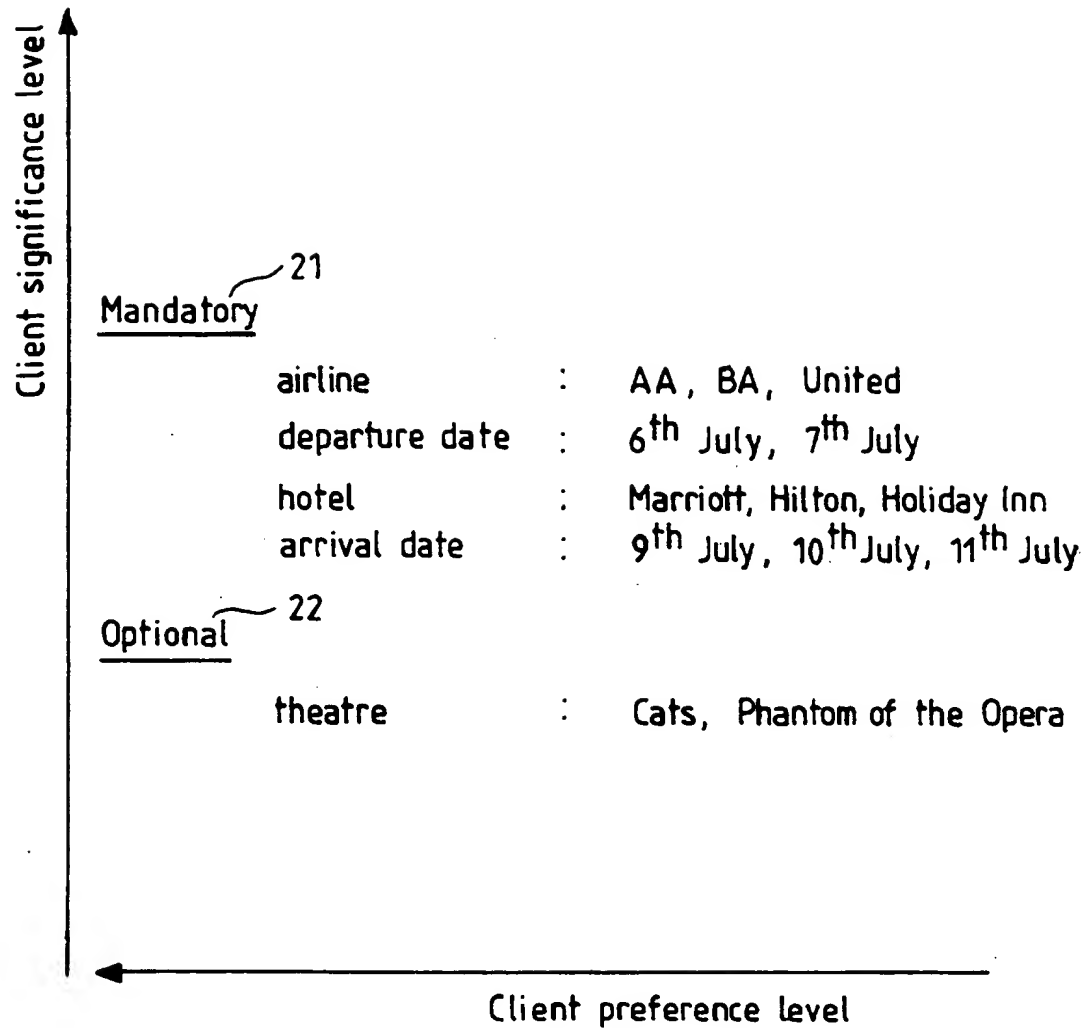 Client significance level
21
Mandatory
airline : AA, BA, United
departure date : 6th July, 7th July
hotel : Marriott, Hilton, Holiday Inn
arrival date : 9th July, 10th July, 11th July
22
Optional
theatre : Cats, Phantom of the Opera
Client preference level